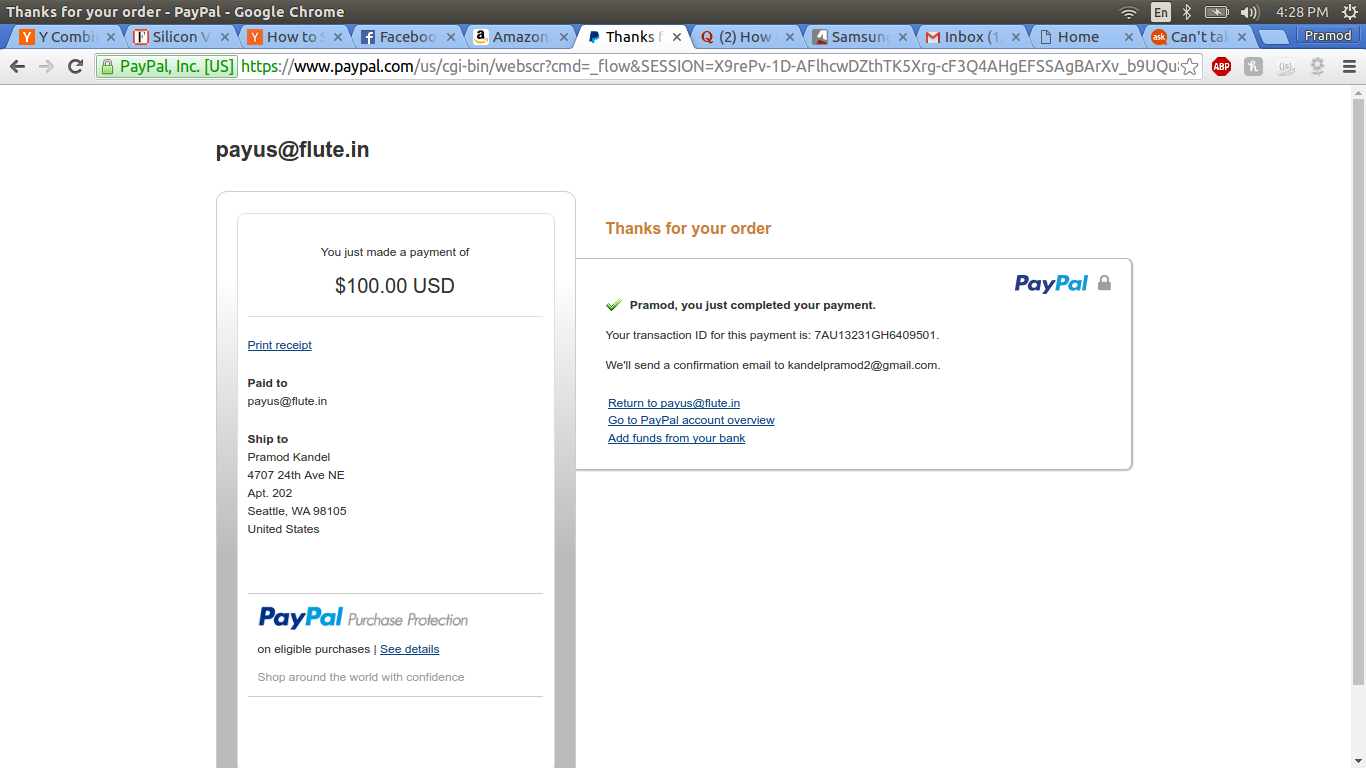 Thanks for your order - PayPal - Google Chrome
En
4:28 PM
Y Combi
Silicon V
How to S
Faceboo
Amazon
Thanks f
(2) How
Samsun
Inbox (1
Home
Can't ta
Pramod
PayPal, Inc. [US]
https://www.paypal.com/us/cgi-bin/webscr?cmd=_flow&SESSION=X9rePv-1D-AFlhcwDZthTK5Xrg-cF3Q4AHgEFSSAgBArXv_b9UQu
ABP
payus@flute.in
You just made a payment of
$100.00 USD
Print receipt
Paid to
payus@flute.in
Ship to
Pramod Kandel
4707 24th Ave NE
Apt. 202
Seattle, WA 98105
United States
PayPal Purchase Protection
on eligible purchases | See details
Shop around the world with confidence
Thanks for your order
PayPal
Pramod, you just completed your payment.
Your transaction ID for this payment is: 7AU13231GH6409501.
We'll send a confirmation email to kandelpramod2@gmail.com.
Return to payus@flute.in
Go to PayPal account overview
Add funds from your bank